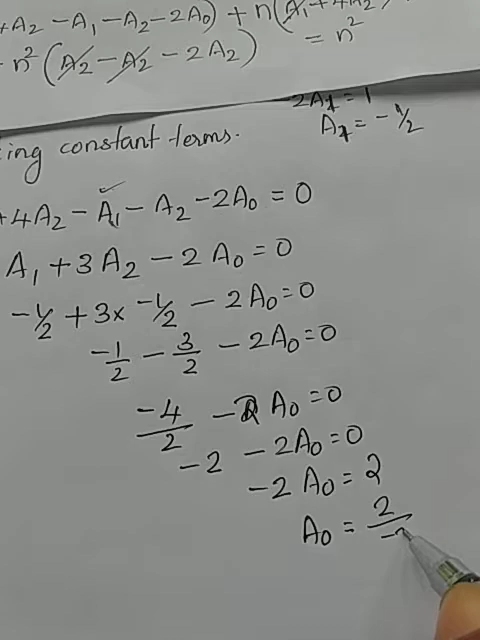 +A₂ - A₁ - A₂ - 2A₀) + n(A₁ + 4A₂
n²(A₂ - A₂ - 2A₂) = n²
2A₁ = 1
A₁ = -1/2
ing constant terms.
+4A₂ - A₁ - A₂ - 2A₀ = 0
A₁ + 3A₂ - 2A₀ = 0
-1/2 + 3x -1/2 - 2A₀ = 0
-1/2 - 3/2 - 2A₀ = 0
-4/2 - 2A₀ = 0
-2 - 2A₀ = 0
-2A₀ = 2
A₀ = 2/-2